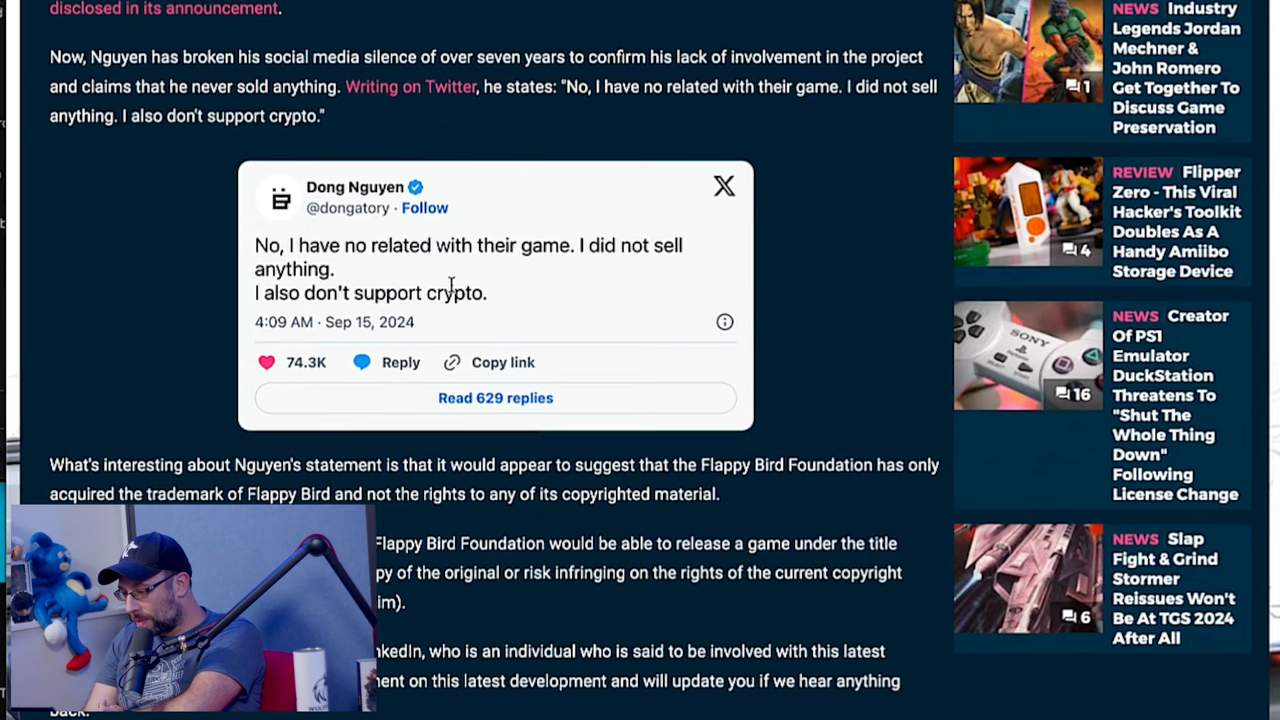 disclosed in its announcement.
Now, Nguyen has broken his social media silence of over seven years to confirm his lack of involvement in the project
and claims that he never sold anything. Writing on Twitter, he states: "No, I have no related with their game. I did not sell
anything. I also don't support crypto."
Dong Nguyen
@dongatory · Follow
No, I have no related with their game. I did not sell
anything.
I also don't support crypto.
4:09 AM · Sep 15, 2024
74.3K Reply Copy link
Read 629 replies
What's interesting about Nguyen's statement is that it would appear to suggest that the Flappy Bird Foundation has only
acquired the trademark of Flappy Bird and not the rights to any of its copyrighted material.
Flappy Bird Foundation would be able to release a game under the title
py of the original or risk infringing on the rights of the current copyright
im).
nkedIn, who is an individual who is said to be involved with this latest
ent on this latest development and will update you if we hear anything
back.
NEWS Industry
Legends Jordan
Mechner &
John Romero
Get Together To
Discuss Game
Preservation
1
REVIEW Flipper
Zero - This Viral
Hacker's Toolkit
Doubles As A
Handy Amiibo
Storage Device
4
NEWS Creator
Of PS1
Emulator
DuckStation
Threatens To
"Shut The
Whole Thing
Down"
Following
License Change
SONY
16
NEWS Slap
Fight & Grind
Stormer
Reissues Won't
Be At TGS 2024
After All
6